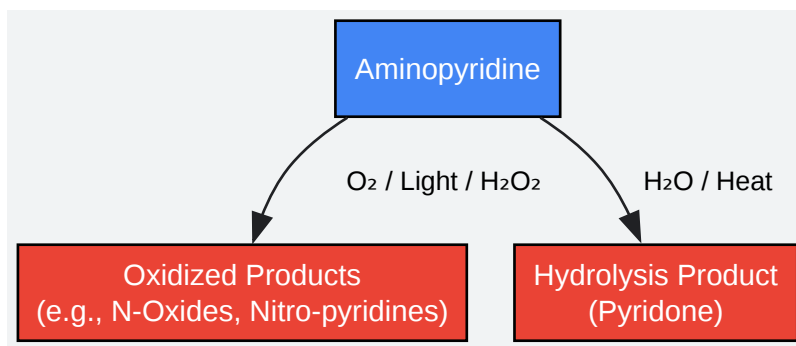 Aminopyridine
O₂ / Light / H₂O₂
H₂O / Heat
Oxidized Products
(e.g., N-Oxides, Nitro-pyridines)
Hydrolysis Product
(Pyridone)